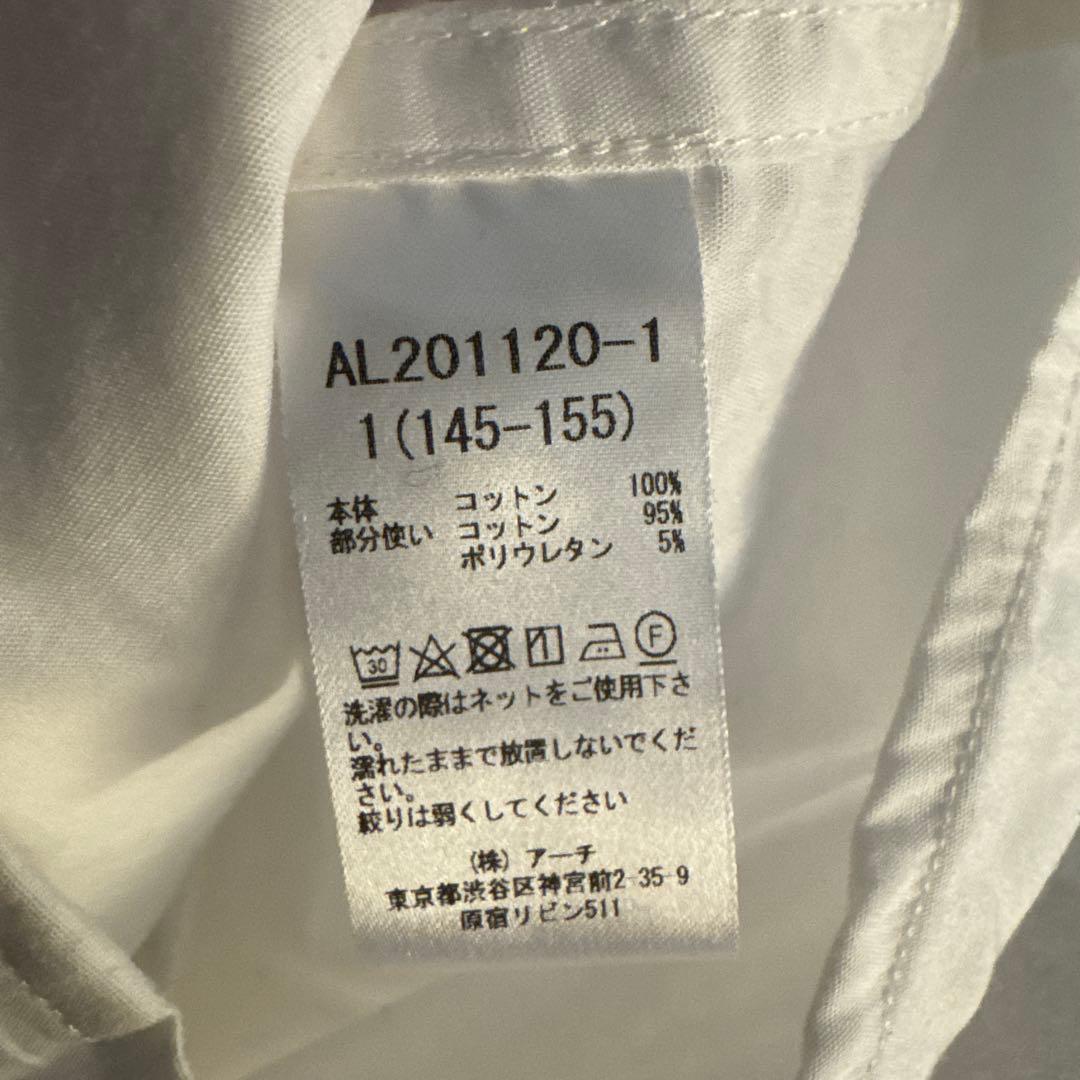 AL201120-1
1(145-155)
本体 コットン 100%
部分使い コットン 95%
ポリウレタン 5%
30 F
洗濯の際はネットをご使用下さ
い。
濡れたままで放置しないでくだ
さい。
絞りは弱くしてください
(株) アーチ
東京都渋谷区神宮前2-35-9
原宿リビン511